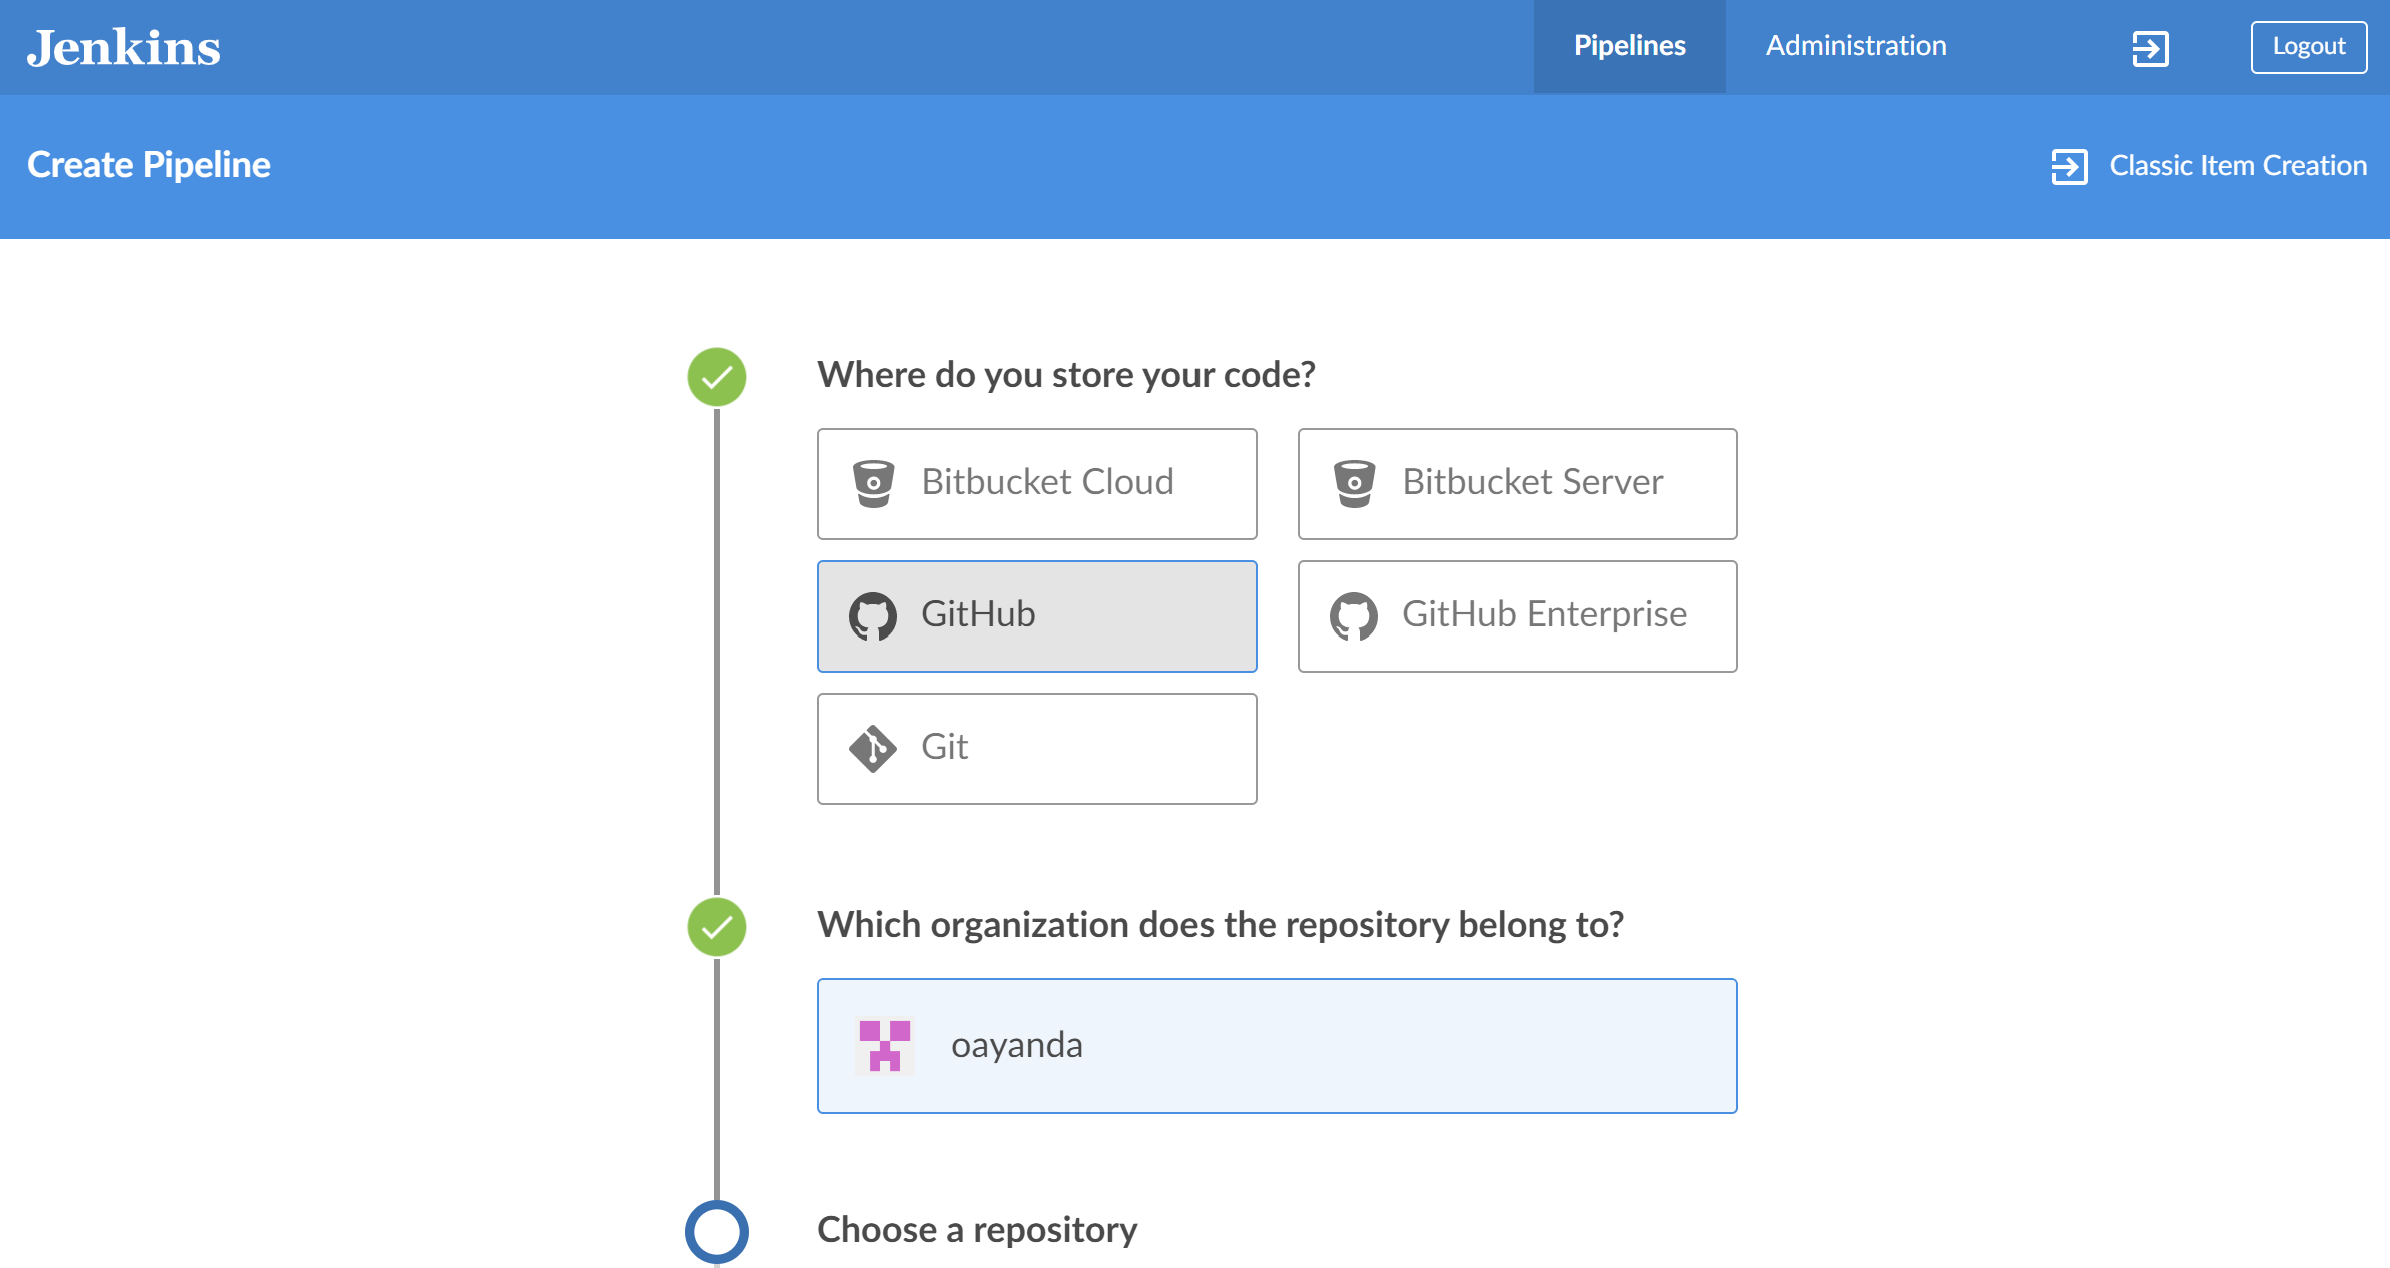 Jenkins
Pipelines
Administration
Logout
Create Pipeline
Classic Item Creation
Where do you store your code?
Bitbucket Cloud
Bitbucket Server
GitHub
GitHub Enterprise
Git
Which organization does the repository belong to?
oayanda
Choose a repository